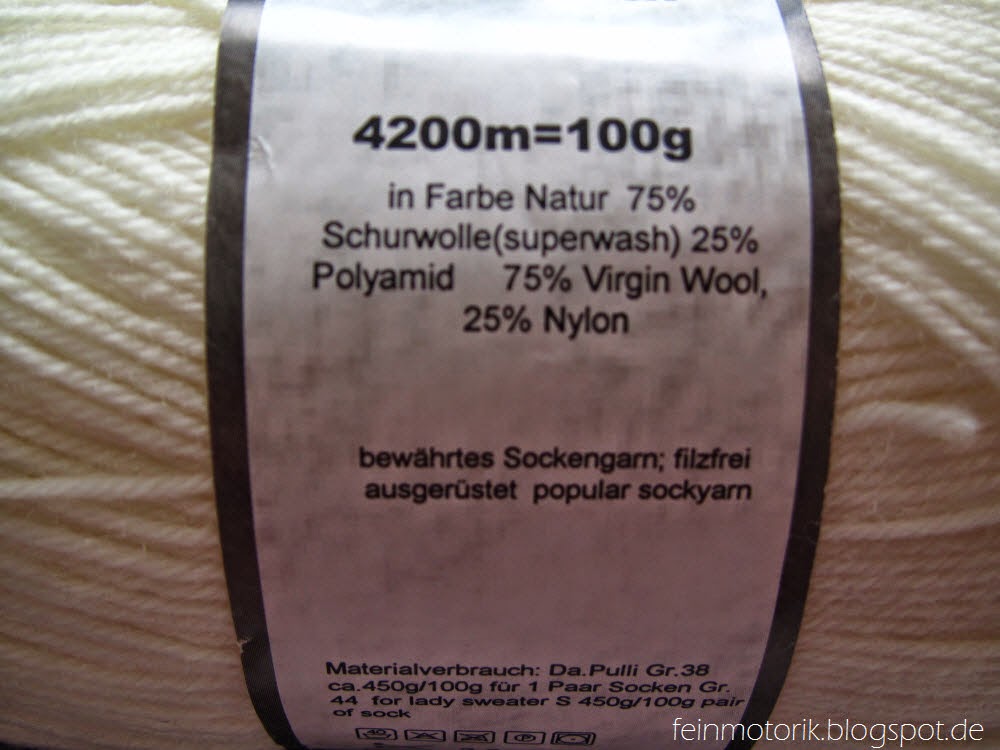 4200m=100g
in Farbe Natur 75%
Schurwolle(superwash) 25%
Polyamid 75% Virgin Wool,
25% Nylon
bewährtes Sockengarn; filzfrei
ausgerüstet popular sockyarn
Materialverbrauch: Da.Pulli Gr.38
ca.450g/100g für 1 Paar Socken Gr.
44 for lady sweater S 450g/100g pair
of sock
feinmotorik.blogspot.de